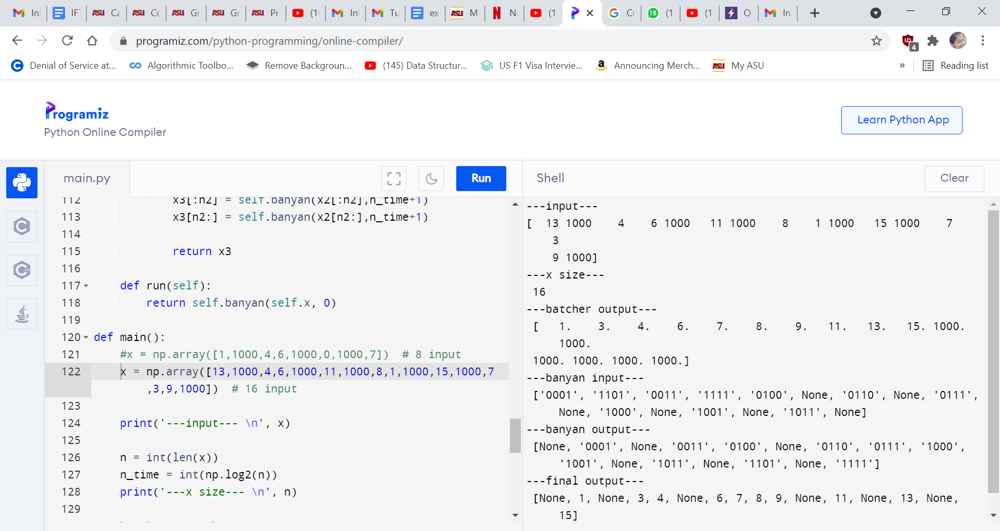 In
IF
ASU Ca
ASU Co
ASU Gr
ASU Gr
ASU Pr
(1
In
Tu
ex
ASU M
N
(1
Cr
18 (1
(1
O
In
programiz.com/python-programming/online-compiler/
4
Denial of Service at...
Algorithmic Toolbo...
Remove Backgroun...
(145) Data Structur...
US F1 Visa Intervie...
Announcing Merch...
ASU My ASU
»
Reading list
Programiz
Python Online Compiler
Learn Python App
main.py
Run
Shell
Clear
112 x3[:n2] = self.banyan(x2[:n2],n_time+1)
113 x3[n2:] = self.banyan(x2[n2:],n_time+1)
114
115 return x3
116
117 def run(self):
118 return self.banyan(self.x, 0)
119
120 def main():
121 #x = np.array([1,1000,4,6,1000,0,1000,7])  # 8 input
122 x = np.array([13,1000,4,6,1000,11,1000,8,1,1000,15,1000,7
,3,9,1000])  # 16 input
123
124 print('---input--- \n', x)
125
126 n = int(len(x))
127 n_time = int(np.log2(n))
128 print('---x size--- \n', n)
129
---input---
[  13 1000    4    6 1000   11 1000    8    1 1000   15 1000    7
3
9 1000]
---x size---
16
---batcher output---
[   1.    3.    4.    6.    7.    8.    9.   11.   13.   15. 1000.
1000.
1000. 1000. 1000. 1000.]
---banyan input---
['0001', '1101', '0011', '1111', '0100', None, '0110', None, '0111',
None, '1000', None, '1001', None, '1011', None]
---banyan output---
[None, '0001', None, '0011', '0100', None, '0110', '0111', '1000',
'1001', None, '1011', None, '1101', None, '1111']
---final output---
[None, 1, None, 3, 4, None, 6, 7, 8, 9, None, 11, None, 13, None,
15]